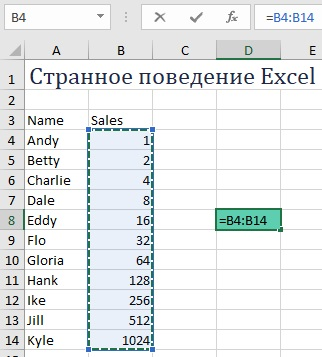 B4 fx =B4:B14
A B C D E
1 Странное поведение Excel
2
3 Name Sales
4 Andy 1
5 Betty 2
6 Charlie 4
7 Dale 8
8 Eddy 16 =B4:B14
9 Flo 32
10 Gloria 64
11 Hank 128
12 Ike 256
13 Jill 512
14 Kyle 1024